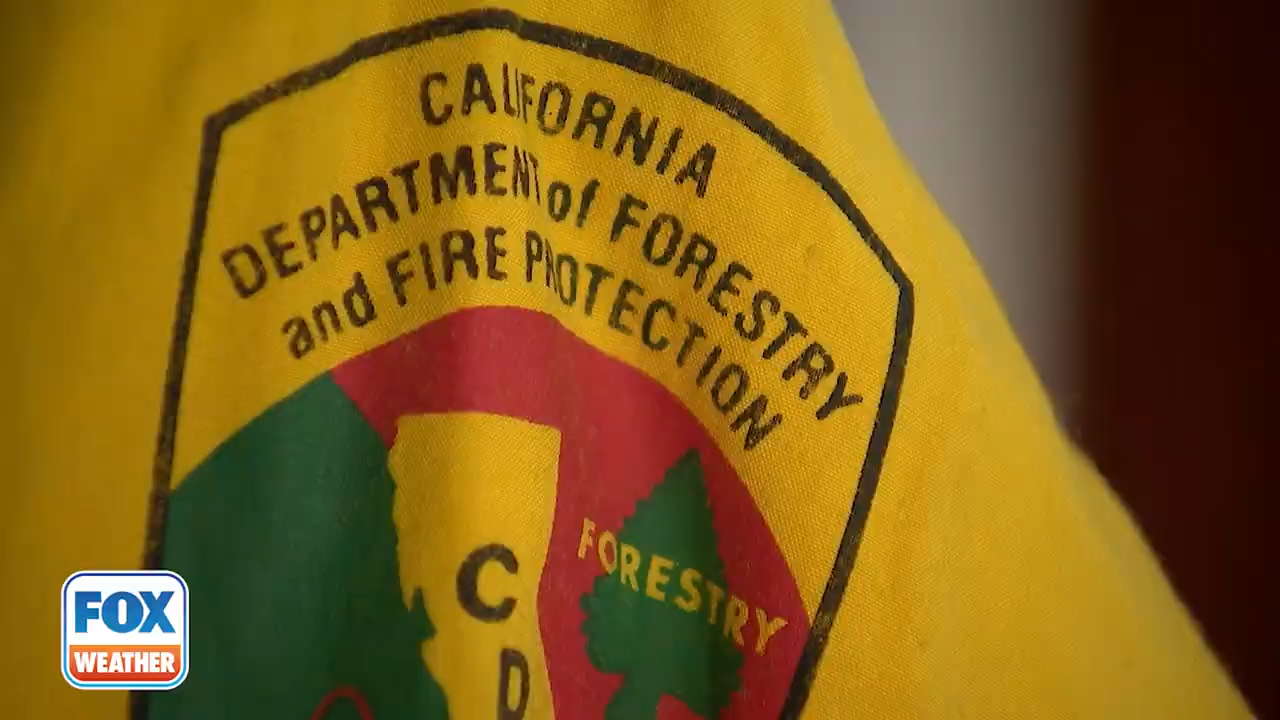 CALIFORNIA
DEPARTMENT of FORESTRY
and FIRE PROTECTION
FORESTRY
C
D
FOX
WEATHER